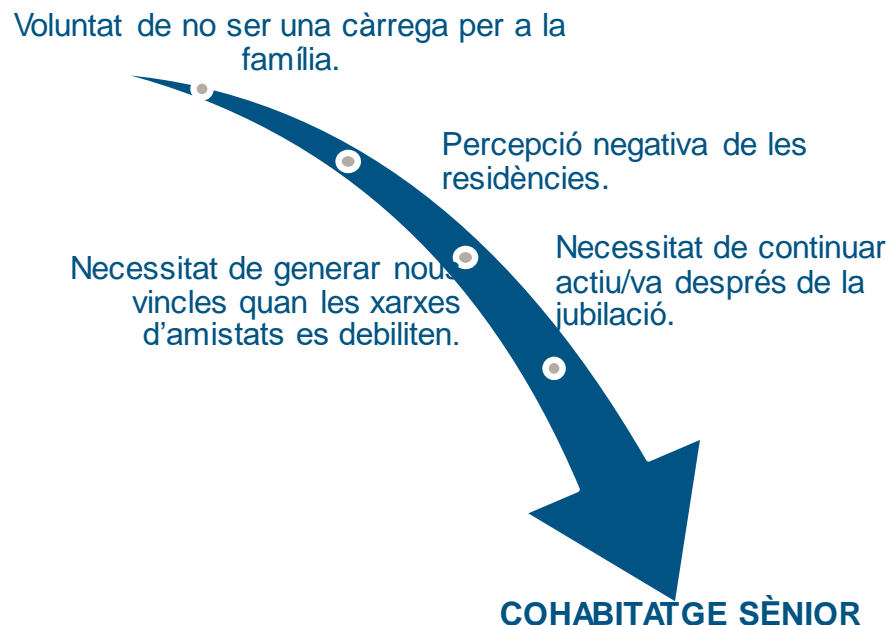 Voluntat de no ser una càrrega per a la
família.
Percepció negativa de les
residències.
Necessitat de generar nous
vincles quan les xarxes
d'amistats es debiliten.
Necessitat de continuar
actiu/va després de la
jubilació.
COHABITATGE SÈNIOR